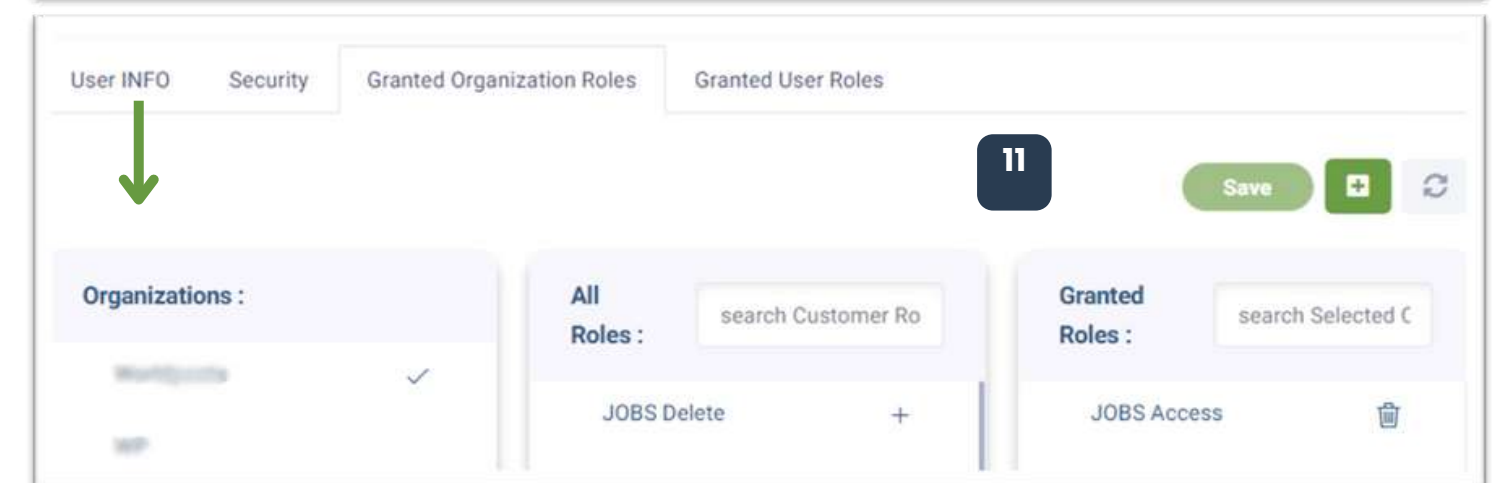 User INFO Security Granted Organization Roles Granted User Roles
11
Save
Organizations :
All
Roles :
search Customer Ro
Granted
Roles :
search Selected C
JOBS Delete
JOBS Access